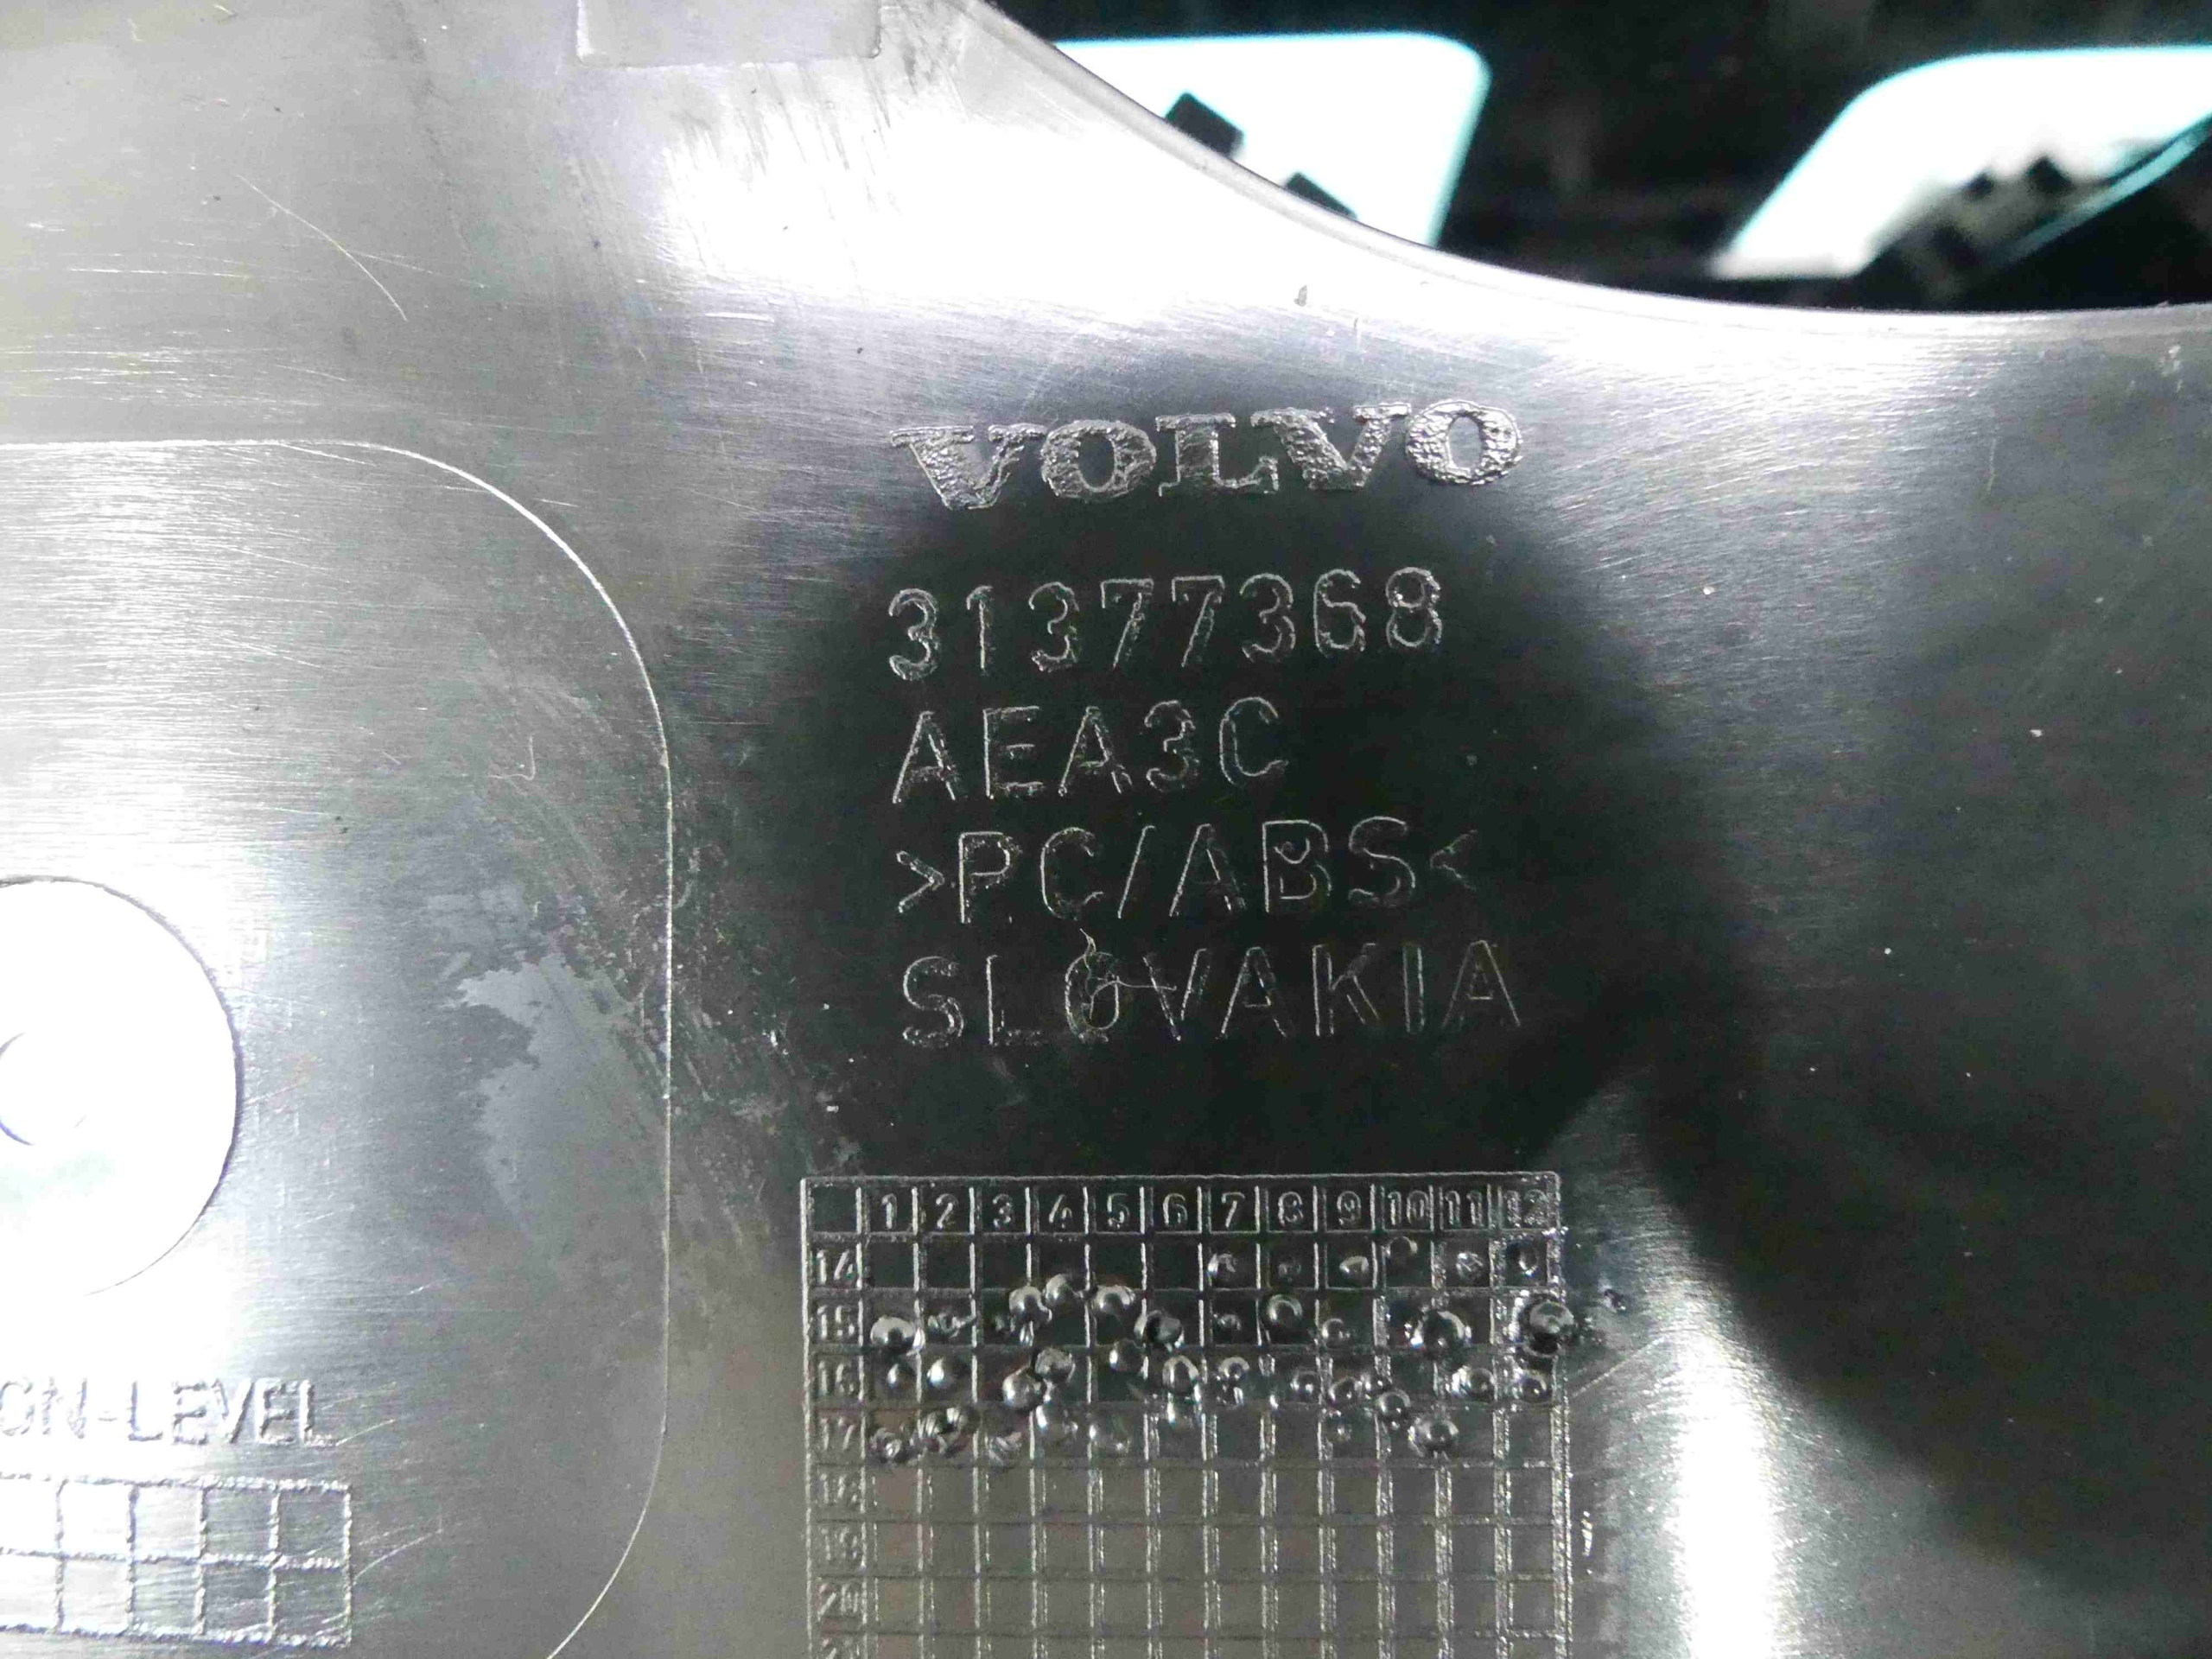 VOLVO
31377368
AEA3C
>PC/ABS<
SLOVAKIA
1 2 3 4 5 6 7 8 9 10 11 12
14
15
16
17
18
19
20
GN-LEVEL